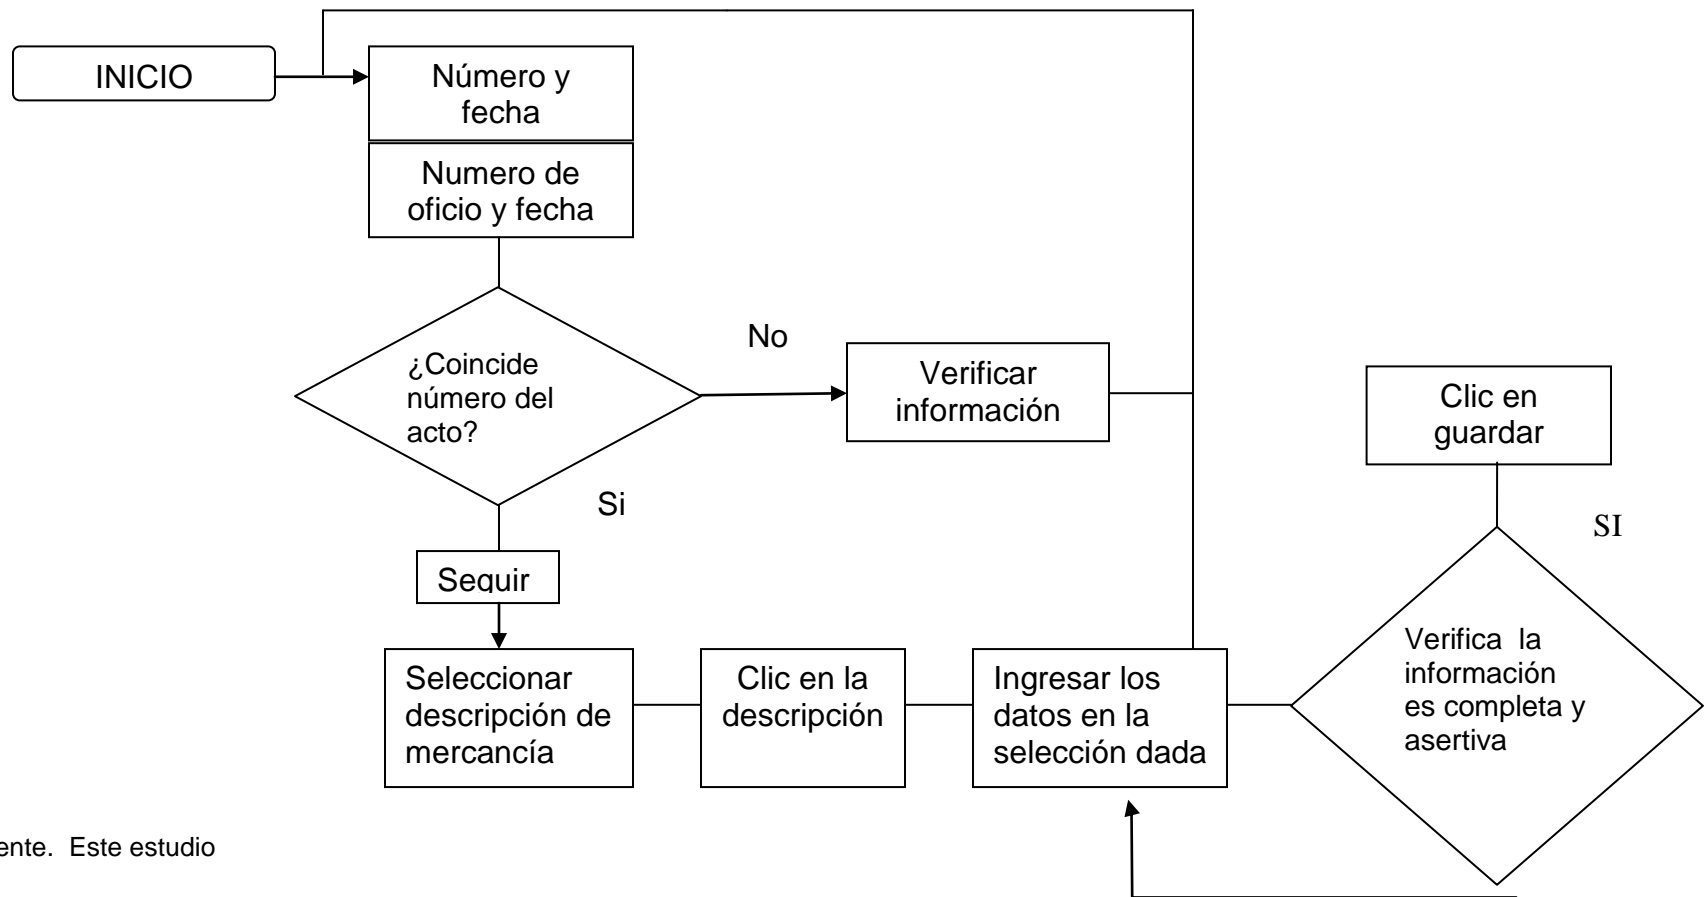 INICIO
Número y
fecha
Numero de
oficio y fecha
¿Coincide
número del
acto?
No
Verificar
información
Si
Seguir
Seleccionar
descripción de
mercancía
Clic en la
descripción
Ingresar los
datos en la
selección dada
Clic en
guardar
SI
Verifica  la
información
es completa y
asertiva
ente.  Este estudio